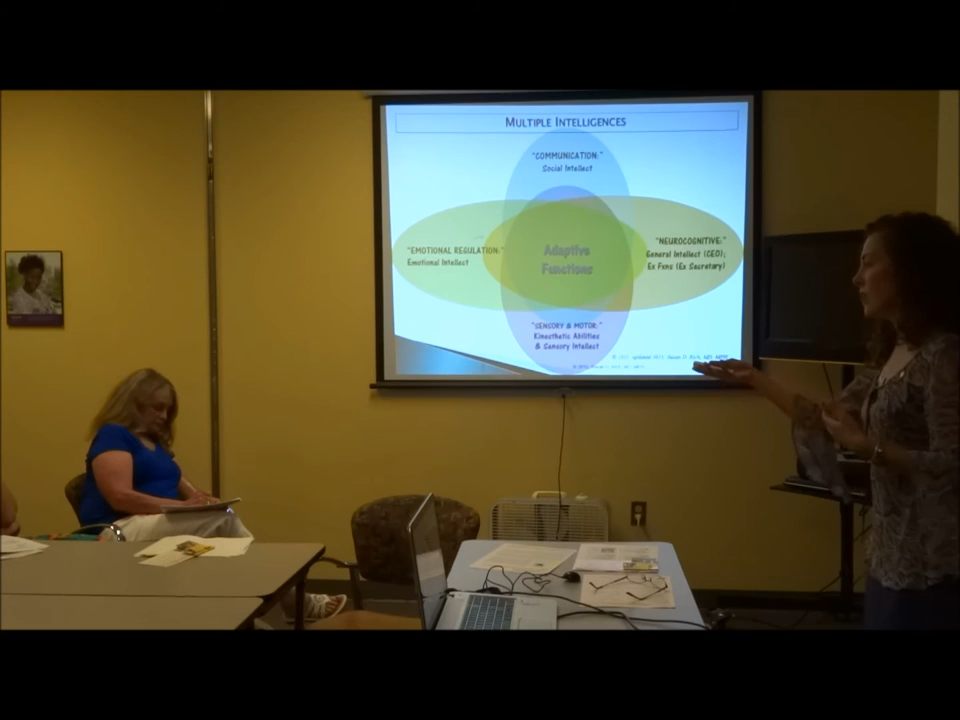 MULTIPLE INTELLIGENCES
"COMMUNICATION:"
Social Intellect
"EMOTIONAL REGULATION:"
Emotional Intellect
Adaptive
Functions
"NEUROCOGNITIVE:"
General Intellect (CEO);
Ex Fxns (Ex Secretary)
"SENSORY & MOTOR:"
Kinesthetic Abilities
& Sensory Intellect